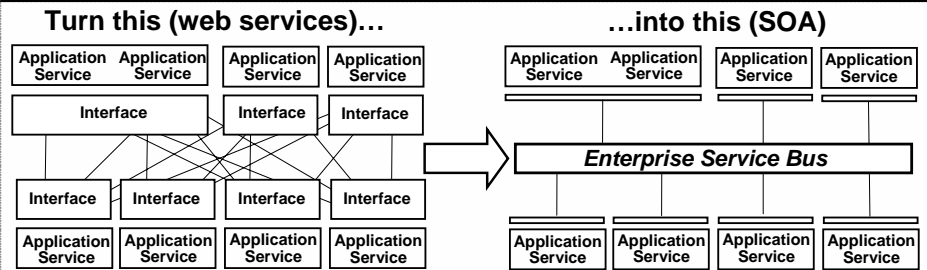 Turn this (web services)…
Application Service
Application Service
Application Service
Application Service
Interface
Interface
Interface
Interface
Interface
Interface
Interface
Application Service
Application Service
Application Service
Application Service
…into this (SOA)
Application Service
Application Service
Application Service
Application Service
Enterprise Service Bus
Application Service
Application Service
Application Service
Application Service